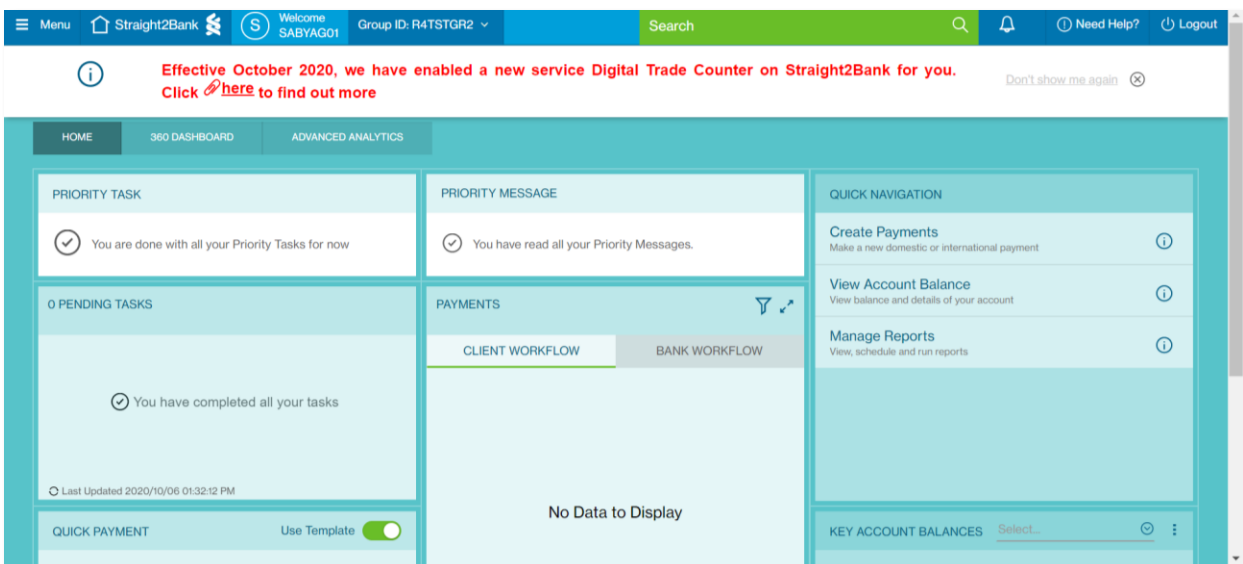 Menu
Straight2Bank
S
Welcome
SABYAG01
Group ID: R4TSTGR2
Search
Need Help?
Logout
Effective October 2020, we have enabled a new service Digital Trade Counter on Straight2Bank for you.
Click here to find out more
Don't show me again
HOME
360 DASHBOARD
ADVANCED ANALYTICS
PRIORITY TASK
You are done with all your Priority Tasks for now
PRIORITY MESSAGE
You have read all your Priority Messages.
QUICK NAVIGATION
Create Payments
Make a new domestic or international payment
View Account Balance
View balance and details of your account
Manage Reports
View, schedule and run reports
0 PENDING TASKS
You have completed all your tasks
Last Updated 2020/10/06 01:32:12 PM
PAYMENTS
CLIENT WORKFLOW
BANK WORKFLOW
No Data to Display
QUICK PAYMENT
Use Template
KEY ACCOUNT BALANCES
Select...